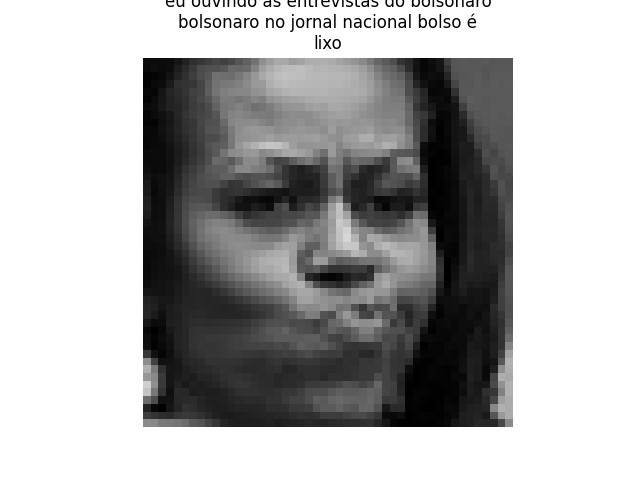 eu ouvindo as entrevistas do bolsonaro
bolsonaro no jornal nacional bolso é
lixo